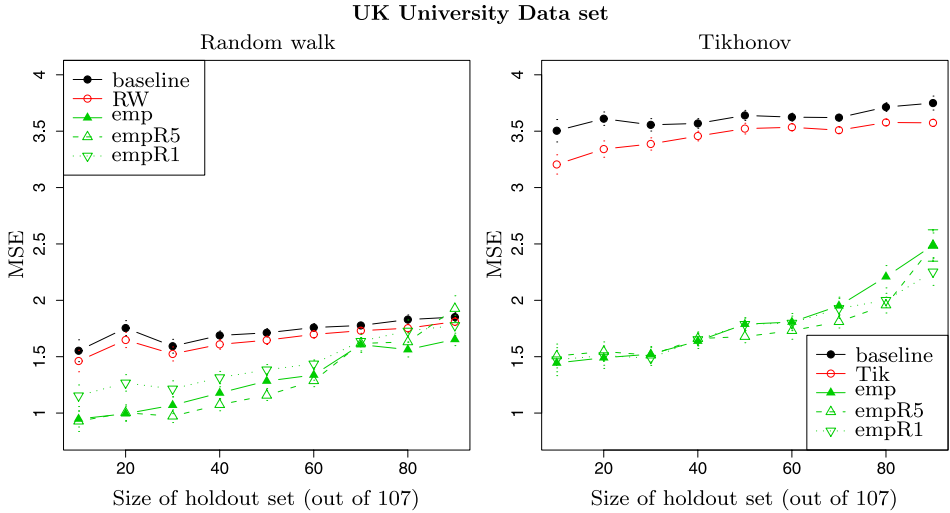 UK University Data set
Random walk
Tikhonov
4
3.5
3
2.5
2
1.5
1
MSE
baseline
RW
emp
empR5
empR1
20
40
60
80
Size of holdout set (out of 107)
4
3.5
3
2.5
2
1.5
1
MSE
baseline
Tik
emp
empR5
empR1
20
40
60
80
Size of holdout set (out of 107)